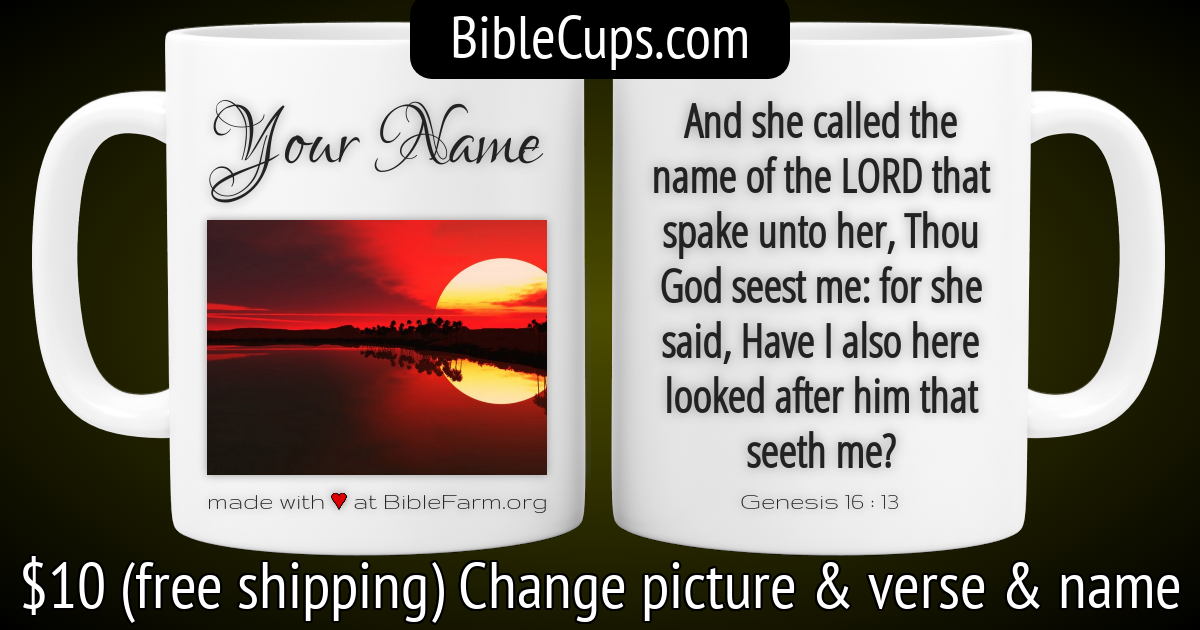 BibleCups.com
Your Name
made with ♥ at BibleFarm.org
And she called the
name of the LORD that
spake unto her, Thou
God seest me: for she
said, Have I also here
looked after him that
seeth me?
Genesis 16 : 13
$10 (free shipping) Change picture & verse & name